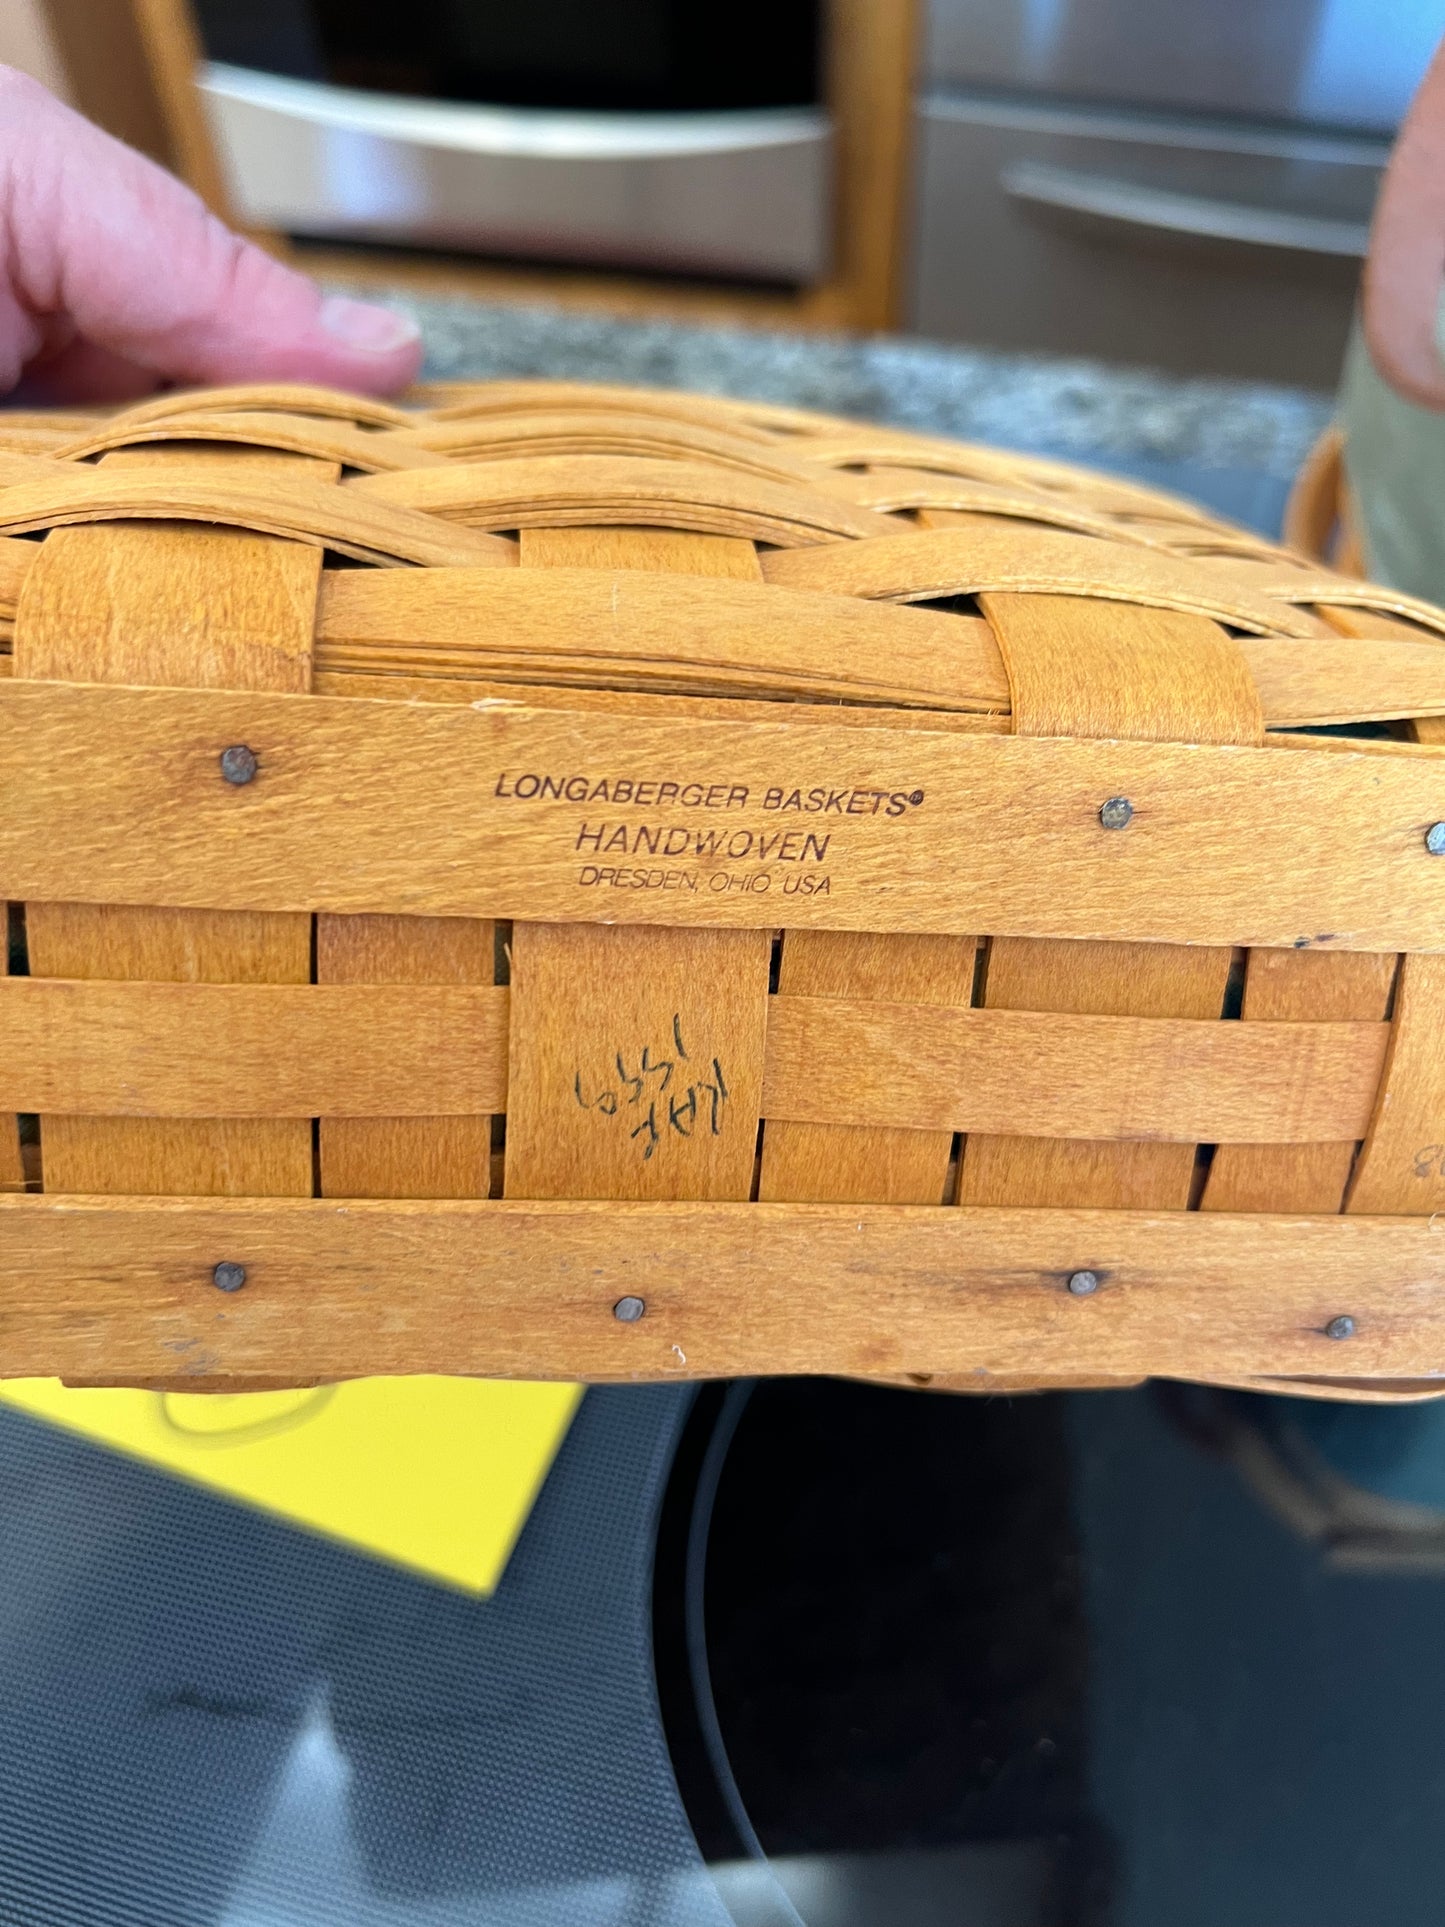 LONGABERGER BASKETS®
HANDWOVEN
DRESDEN, OHIO USA